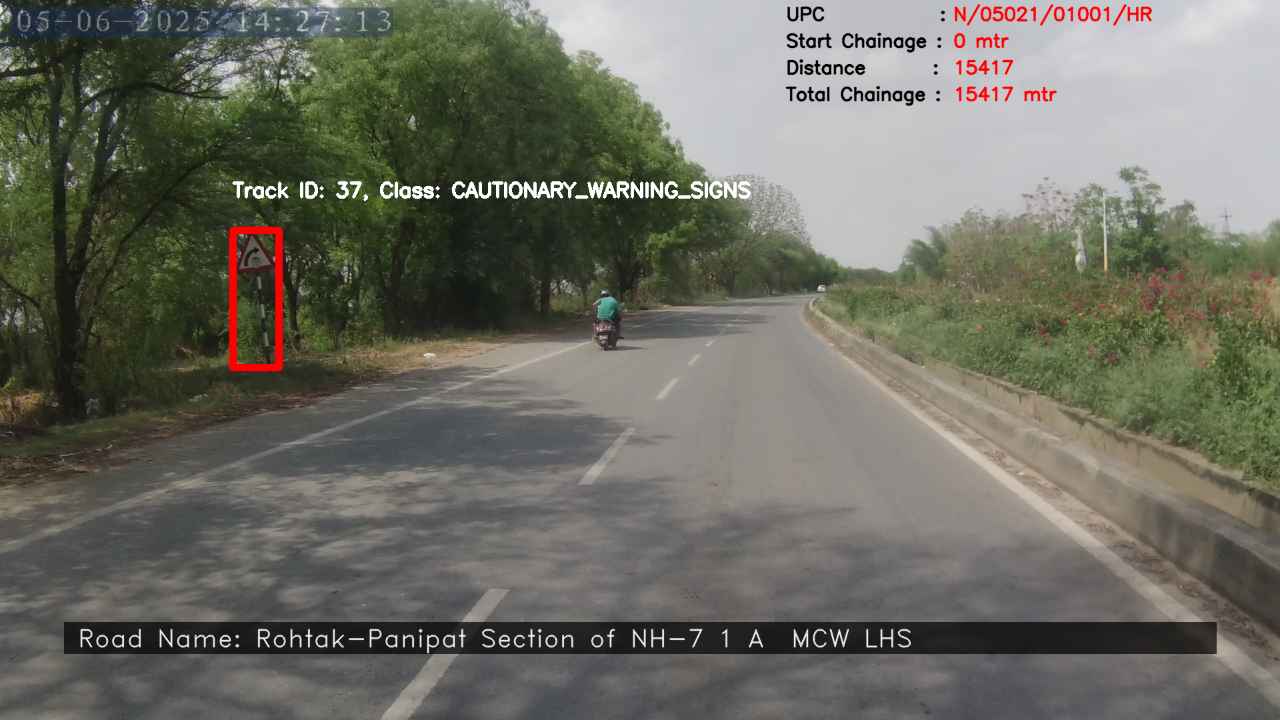 05-06-2025 14:27:13
UPC : N/05021/01001/HR
Start Chainage : 0 mtr
Distance : 15417
Total Chainage : 15417 mtr
Track ID: 37, Class: CAUTIONARY_WARNING_SIGNS
Road Name: Rohtak-Panipat Section of NH-7 1 A MCW LHS